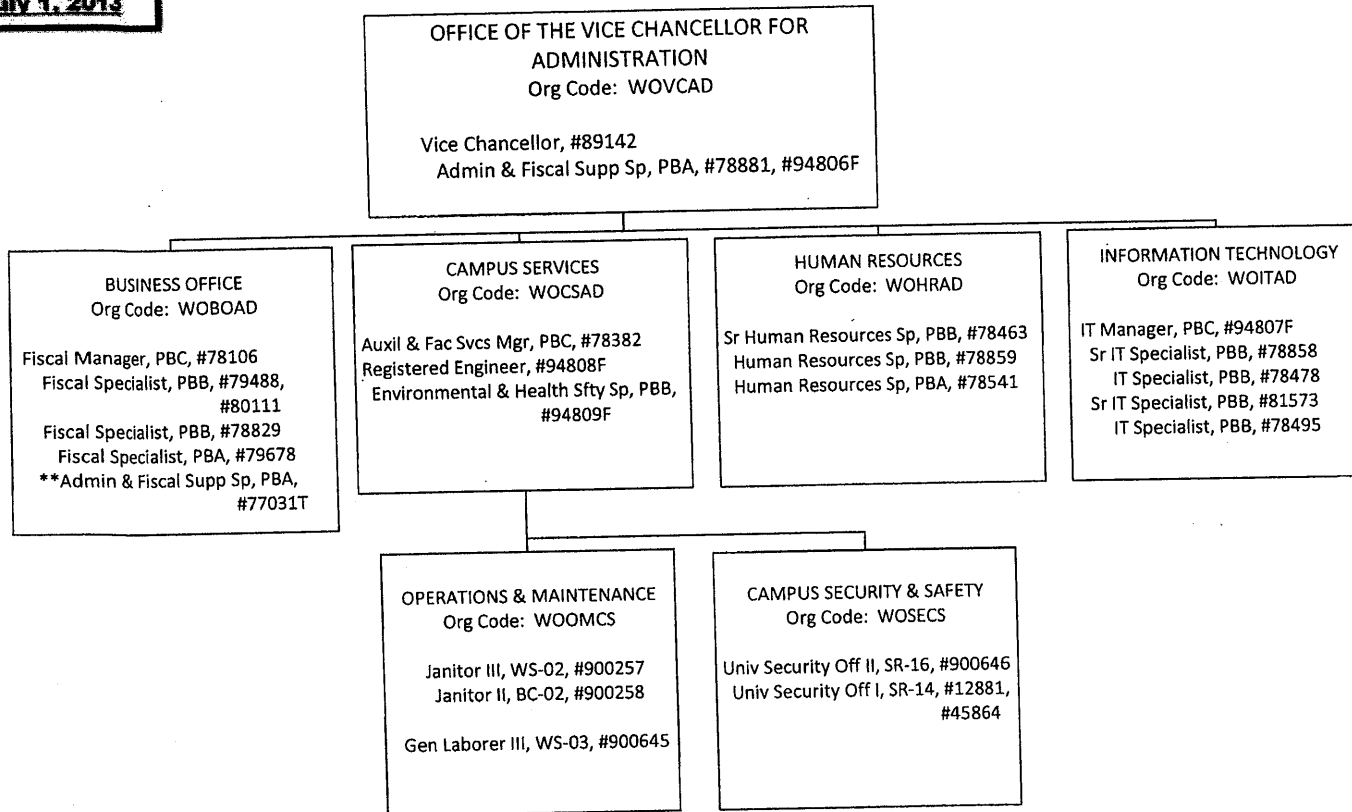 1, 2013
OFFICE OF THE VICE CHANCELLOR FOR
ADMINISTRATION
Org Code: WOVCAD
Vice Chancellor, #89142
Admin & Fiscal Supp Sp, PBA, #78881, #94806F
BUSINESS OFFICE
Org Code: WOBOAD
Fiscal Manager, PBC, #78106
Fiscal Specialist, PBB, #79488,
#80111
Fiscal Specialist, PBB, #78829
Fiscal Specialist, PBA, #79678
**Admin & Fiscal Supp Sp, PBA,
#77031T
CAMPUS SERVICES
Org Code: WOCSAD
Auxil & Fac Svcs Mgr, PBC, #78382
Registered Engineer, #94808F
Environmental & Health Sfty Sp, PBB,
#94809F
HUMAN RESOURCES
Org Code: WOHRAD
Sr Human Resources Sp, PBB, #78463
Human Resources Sp, PBB, #78859
Human Resources Sp, PBA, #78541
INFORMATION TECHNOLOGY
Org Code: WOITAD
IT Manager, PBC, #94807F
Sr IT Specialist, PBB, #78858
IT Specialist, PBB, #78478
Sr IT Specialist, PBB, #81573
IT Specialist, PBB, #78495
OPERATIONS & MAINTENANCE
Org Code: WOOMCS
Janitor III, WS-02, #900257
Janitor II, BC-02, #900258
Gen Laborer III, WS-03, #900645
CAMPUS SECURITY & SAFETY
Org Code: WOSECS
Univ Security Off II, SR-16, #900646
Univ Security Off I, SR-14, #12881,
#45864